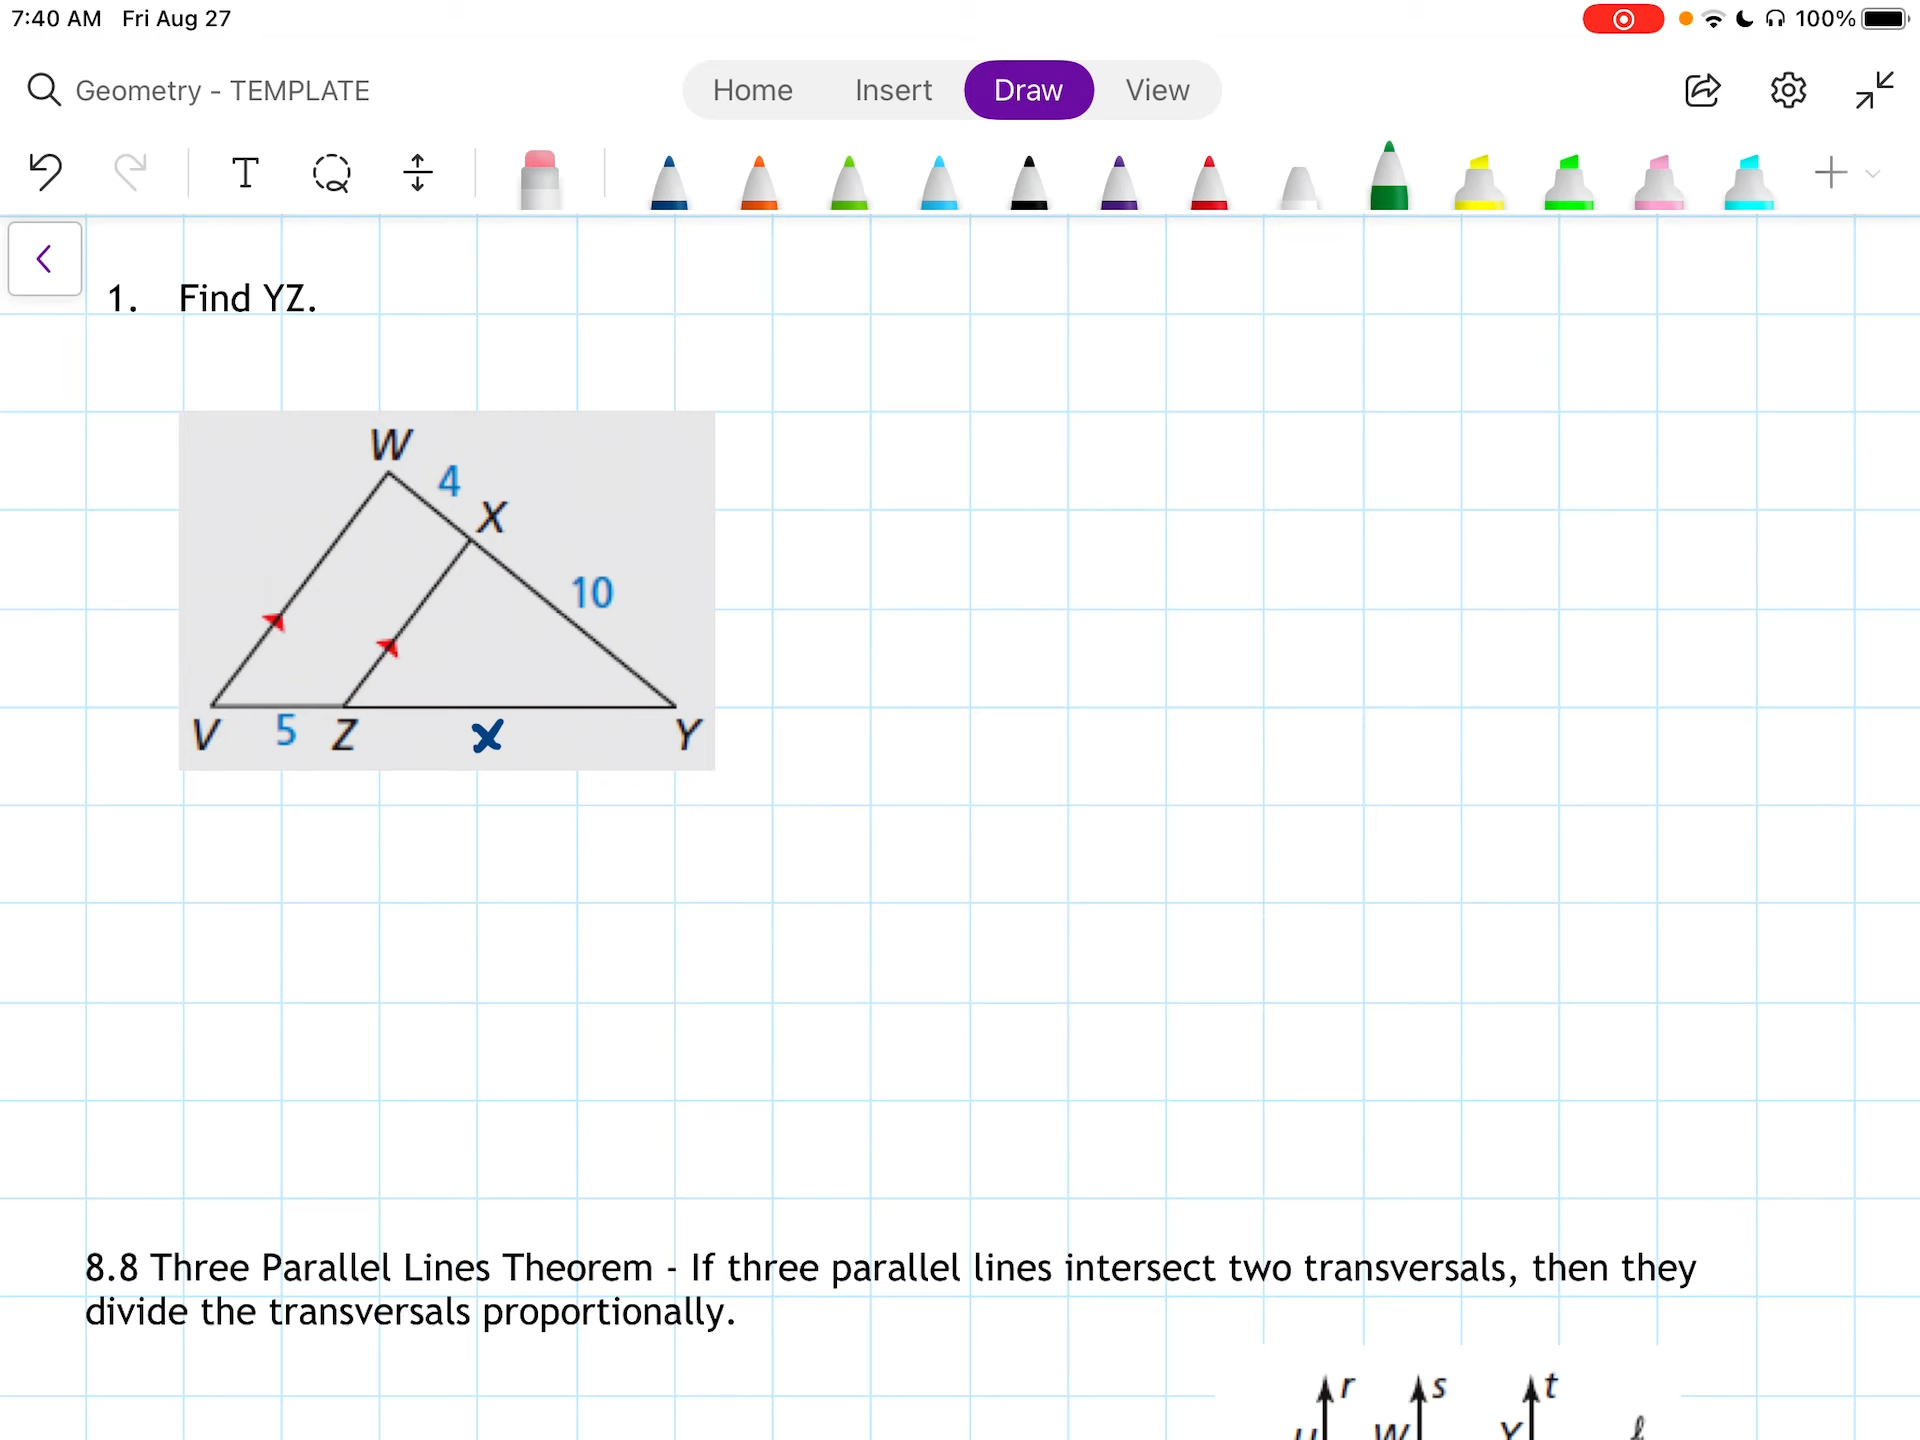 7:40 AM Fri Aug 27
100%
Geometry - TEMPLATE
Home Insert Draw View
T
1. Find YZ.
W
4
X
10
V 5 Z x Y
8.8 Three Parallel Lines Theorem - If three parallel lines intersect two transversals, then they
divide the transversals proportionally.
r s t
W Y ℓ